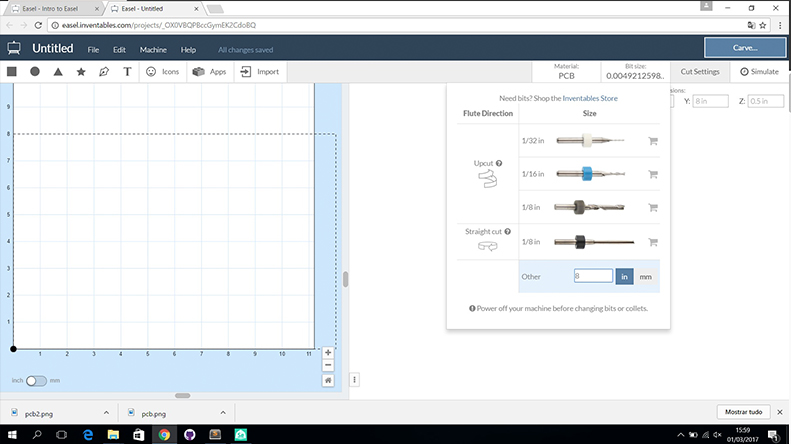 Easel - Intro to Easel
Easel - Untitled
easel.inventables.com/projects/_OX0VBQPBccGymEK2CdoBQ
Untitled
File
Edit
Machine
Help
All changes saved
Carve...
T
Icons
Apps
Import
Material:
PCB
Bit size:
0.0049212598..
Cut Settings
Simulate
sions:
Y: 8 in
Z: 0.5 in
Need bits? Shop the Inventables Store
Flute Direction
Size
Upcut
1/32 in
1/16 in
1/8 in
Straight cut
1/8 in
Other
8
in
mm
Power off your machine before changing bits or collets.
9
8
7
6
5
4
3
2
1
1 2 3 4 5 6 7 8 9 10 11
inch
mm
pcb2.png
pcb.png
Mostrar tudo
15:59
01/03/2017